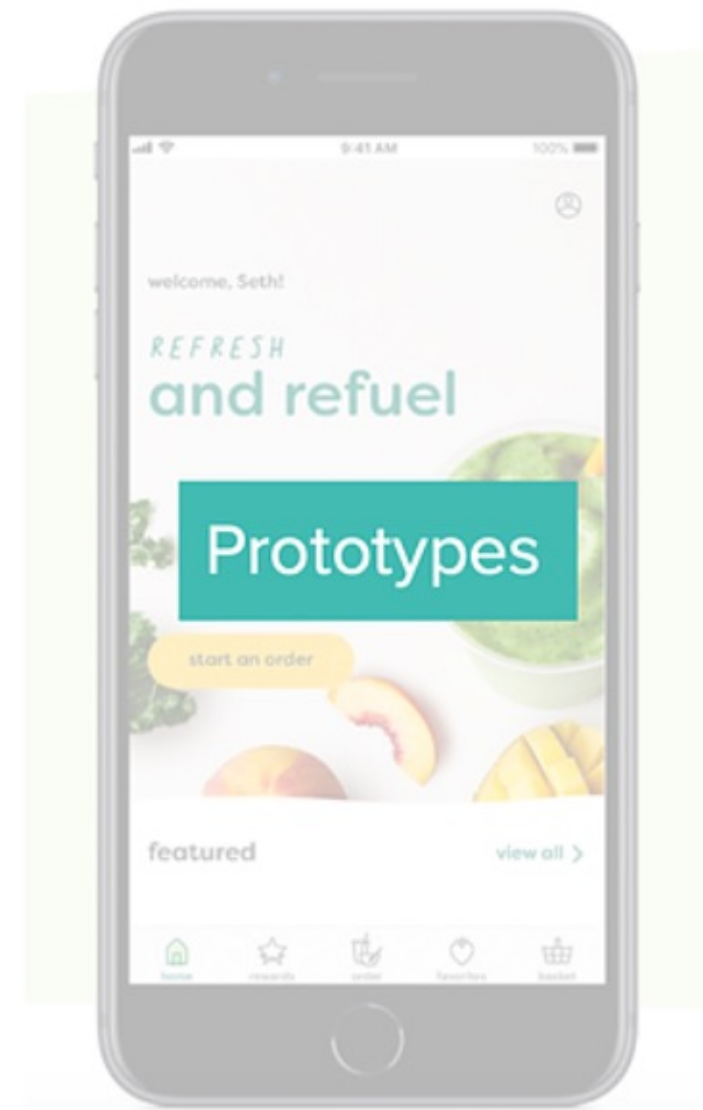 9:41 AM 100%
welcome, Seth!
REFRESH
and refuel
Prototypes
start an order
featured view all >
home rewards order favorites basket